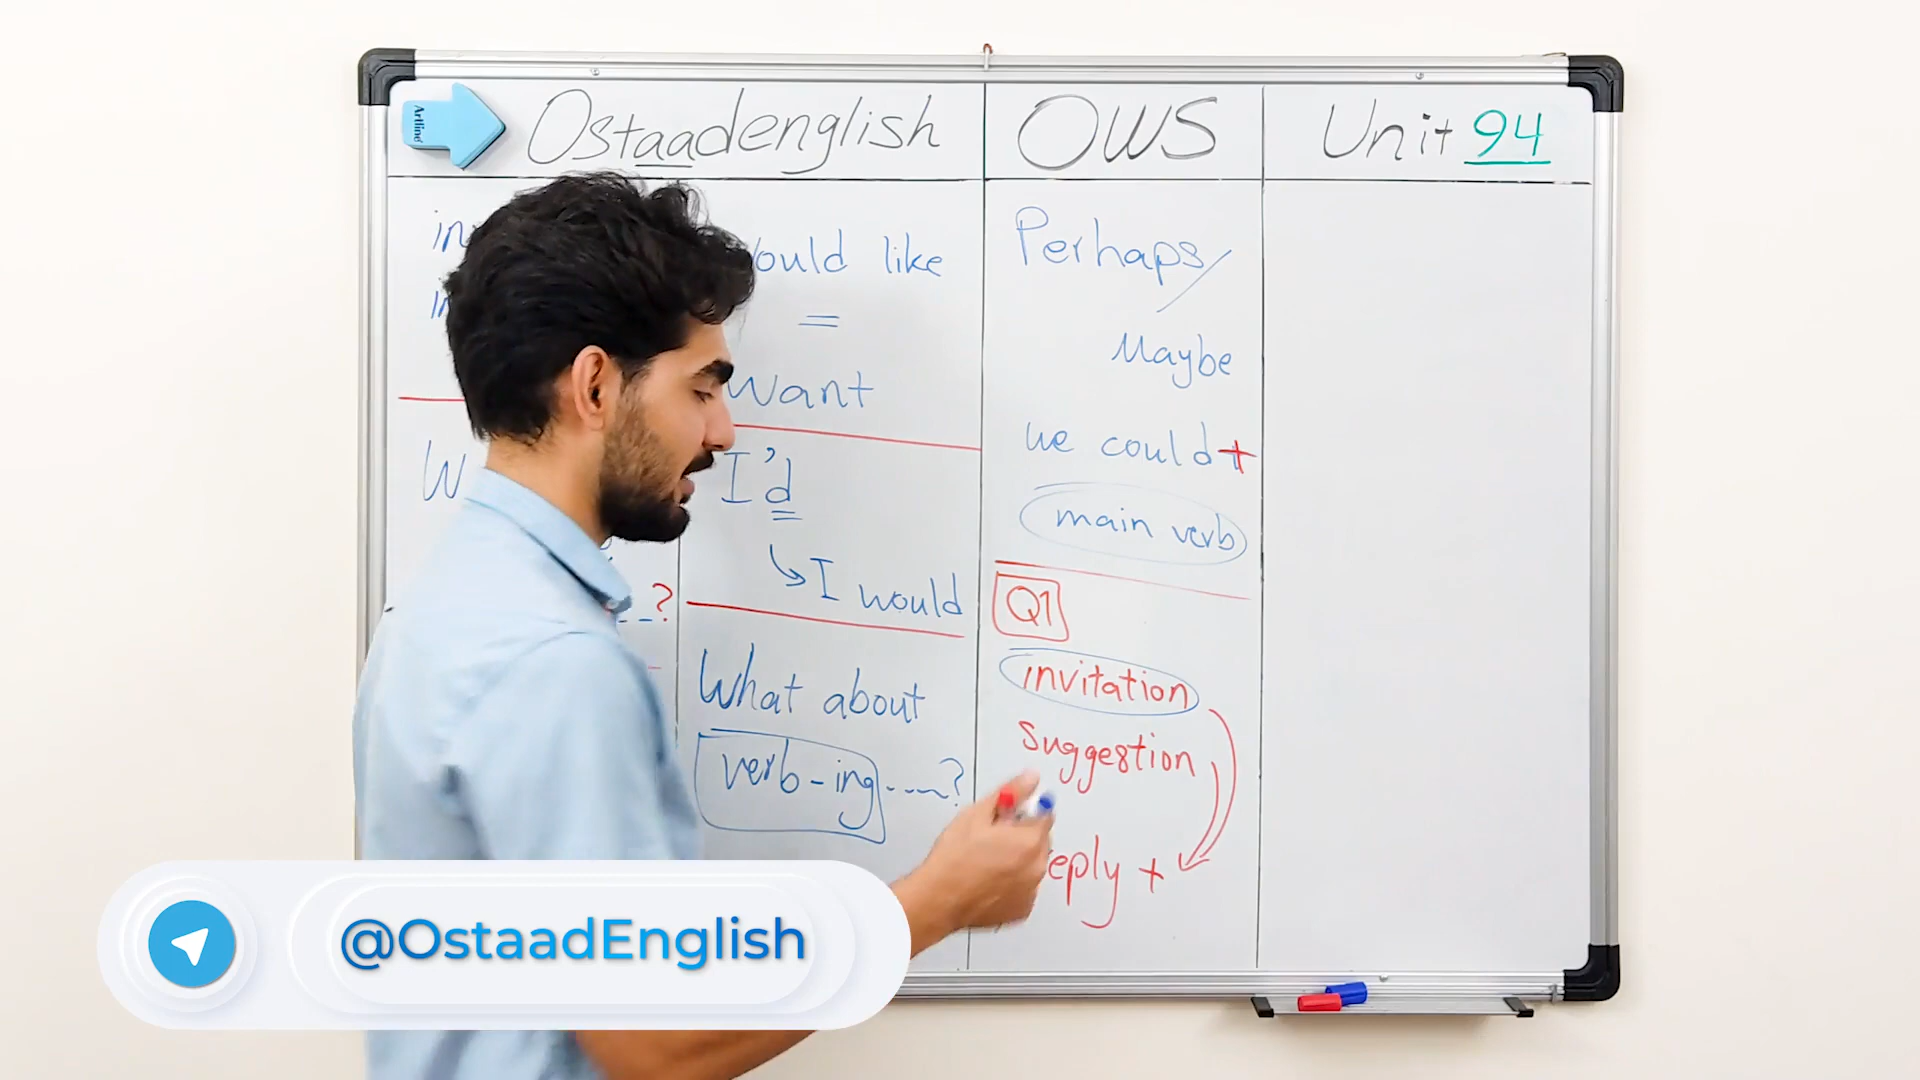 Artline
Ostaadenglish
OWS
Unit 94
would like
=
want
I'd
↳ I would
What about
verb-ing ----?
Perhaps/
Maybe
we could +
main verb
Q1
invitation
suggestion
reply +
?
@OstaadEnglish